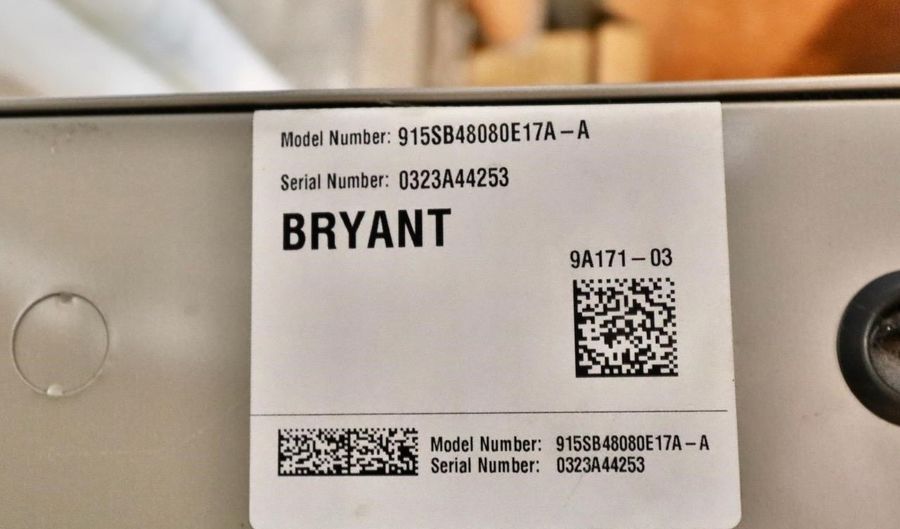 Model Number: 915SB48080E17A-A
Serial Number: 0323A44253
BRYANT
9A171-03
Model Number: 915SB48080E17A-A
Serial Number: 0323A44253